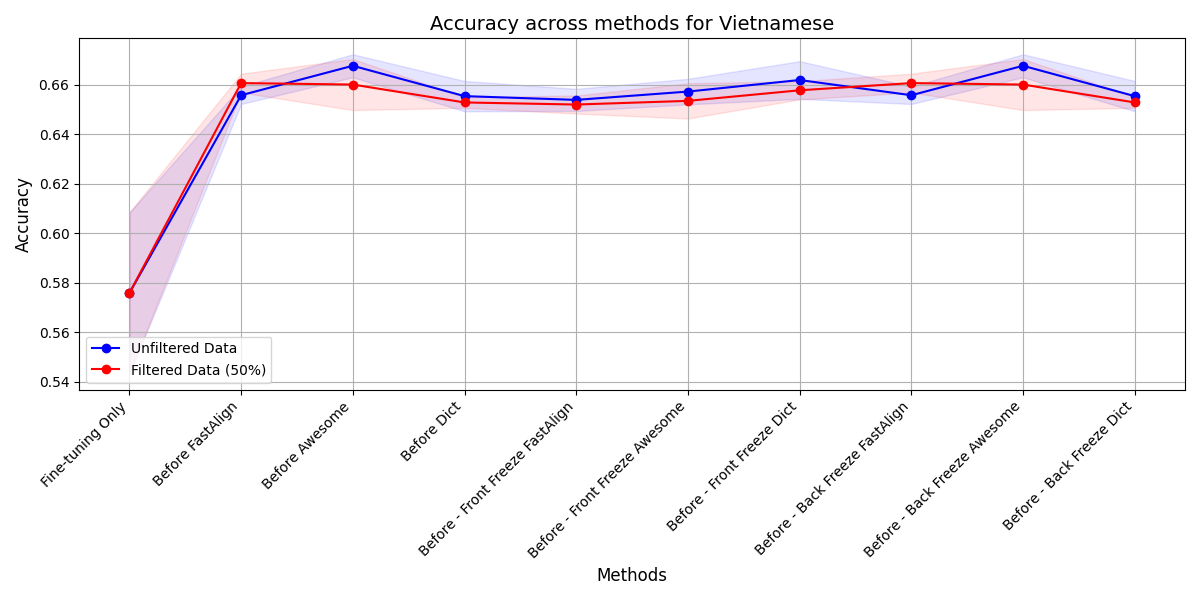 Accuracy across methods for Vietnamese
Accuracy
0.66
0.64
0.62
0.60
0.58
0.56
0.54
Unfiltered Data
Filtered Data (50%)
Fine-tuning Only
Before FastAlign
Before Awesome
Before Dict
Before - Front Freeze FastAlign
Before - Front Freeze Awesome
Before - Front Freeze Dict
Before - Back Freeze FastAlign
Before - Back Freeze Awesome
Before - Back Freeze Dict
Methods